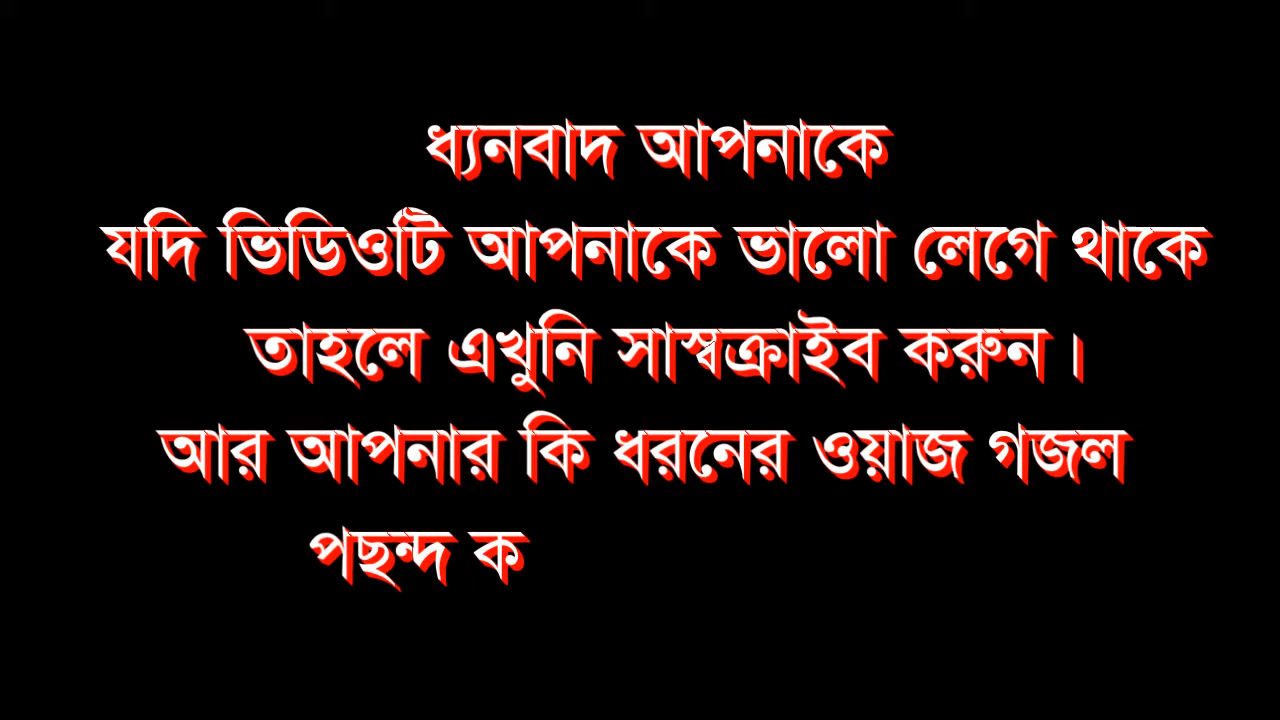 ধ্যনবাদ আপনাকে
যদি ভিডিওটি আপনাকে ভালো লেগে থাকে
তাহলে এখুনি সাস্বক্রাইব করুন।
আর আপনার কি ধরনের ওয়াজ গজল
পছন্দ ক